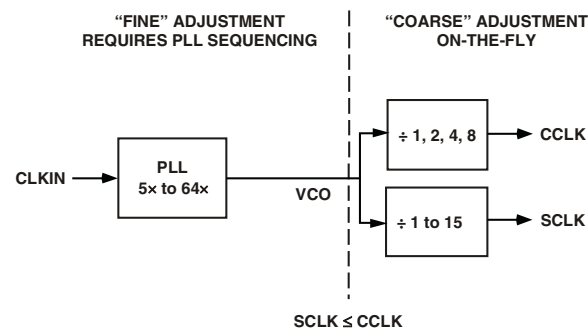 “FINE” ADJUSTMENT
REQUIRES PLL SEQUENCING
“COARSE” ADJUSTMENT
ON-THE-FLY
CLKIN
PLL
5× to 64×
VCO
÷ 1, 2, 4, 8
CCLK
÷ 1 to 15
SCLK
SCLK ≤ CCLK